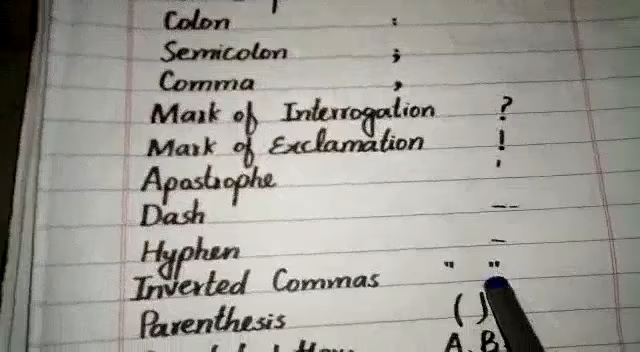 Colon :
Semicolon ;
Comma ,
Mark of Interrogation ?
Mark of Exclamation !
Apostrophe '
Dash —
Hyphen -
Inverted Commas " "
Parenthesis ( )
A, B